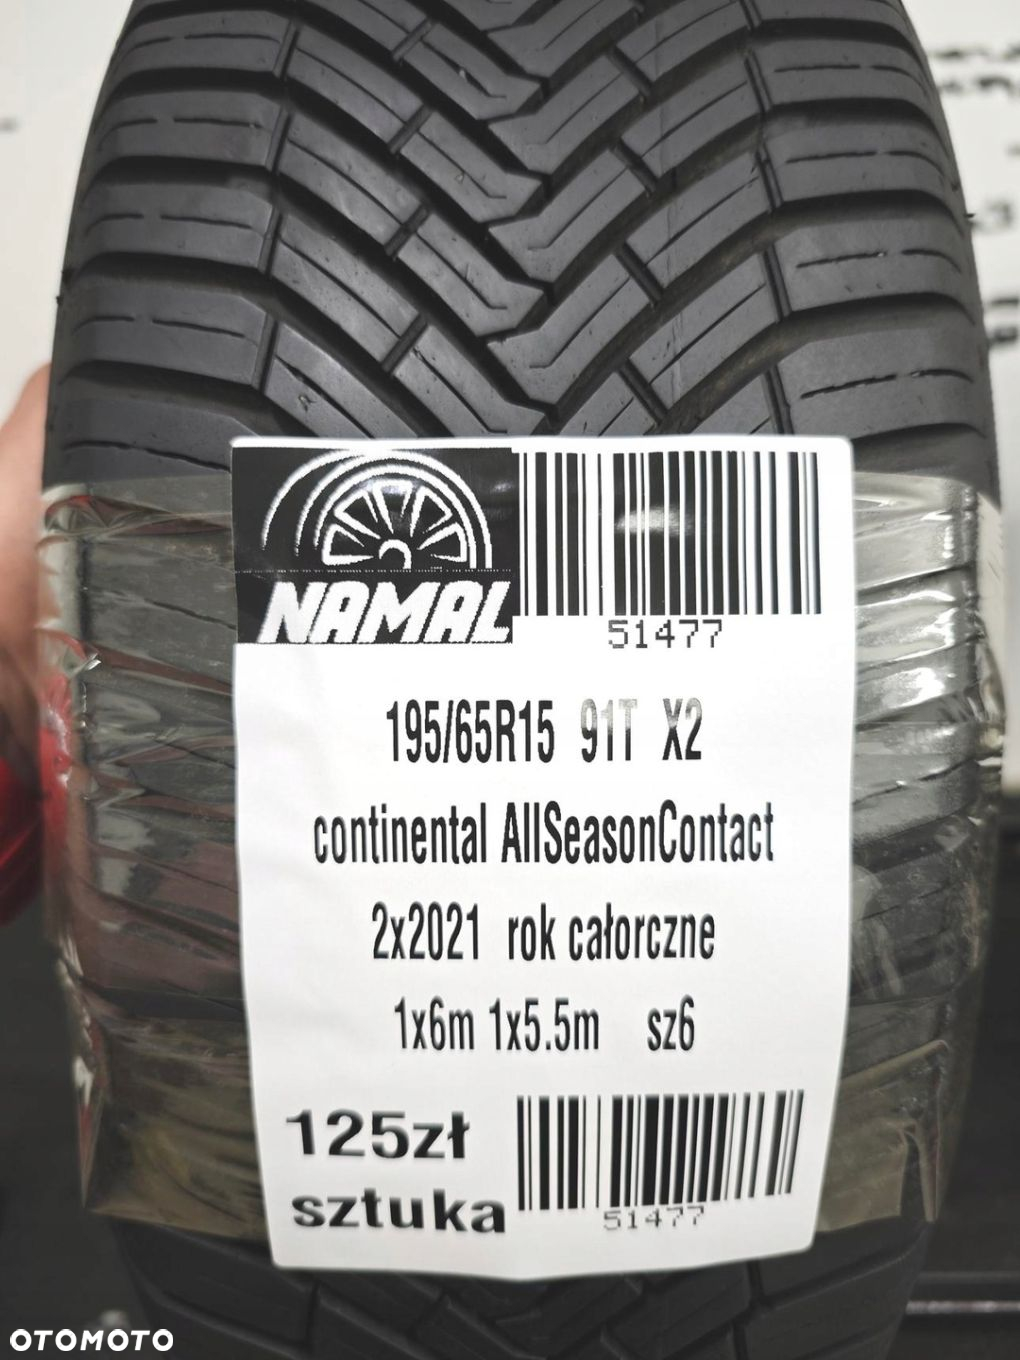 NAMAL
51477
195/65R15 91T X2
continental AllSeasonContact
2x2021 rok całorczne
1x6m 1x5.5m sz6
125zł
sztuka
51477
OTOMOTO